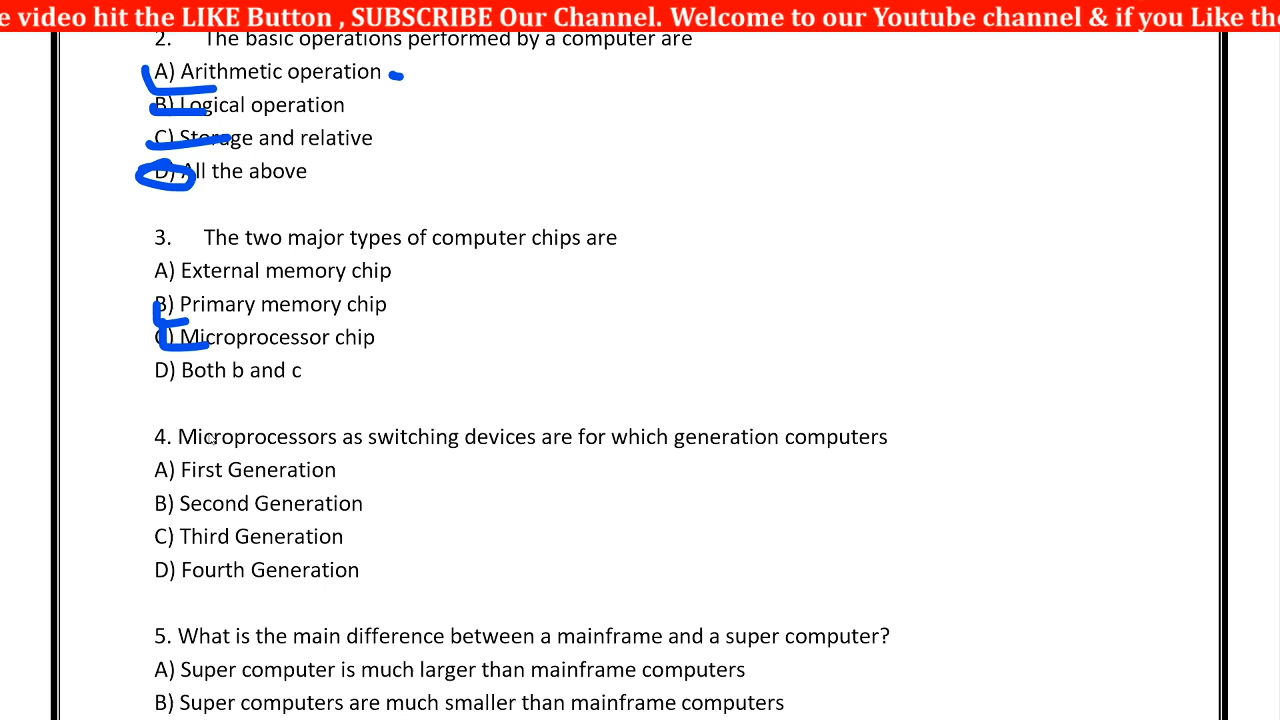 e video hit the LIKE Button , SUBSCRIBE Our Channel. Welcome to our Youtube channel & if you Like the
2. The basic operations performed by a computer are
A) Arithmetic operation
B) Logical operation
C) Storage and relative
D) All the above
3. The two major types of computer chips are
A) External memory chip
B) Primary memory chip
C) Microprocessor chip
D) Both b and c
4. Microprocessors as switching devices are for which generation computers
A) First Generation
B) Second Generation
C) Third Generation
D) Fourth Generation
5. What is the main difference between a mainframe and a super computer?
A) Super computer is much larger than mainframe computers
B) Super computers are much smaller than mainframe computers